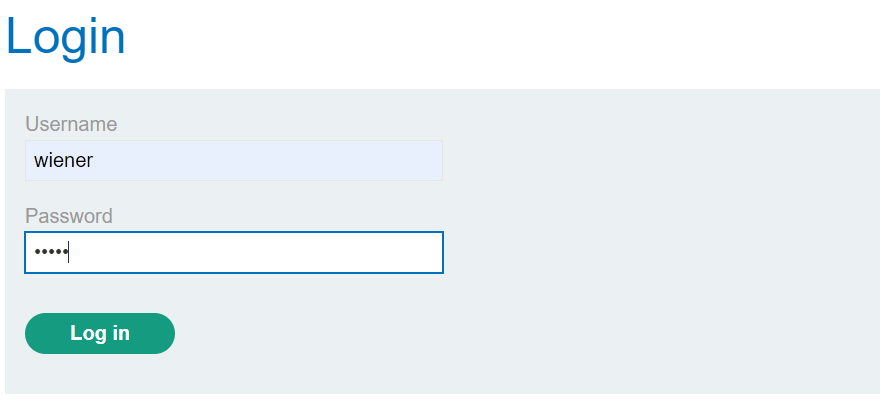 Login
Username
wiener
Password
•••••
Log in